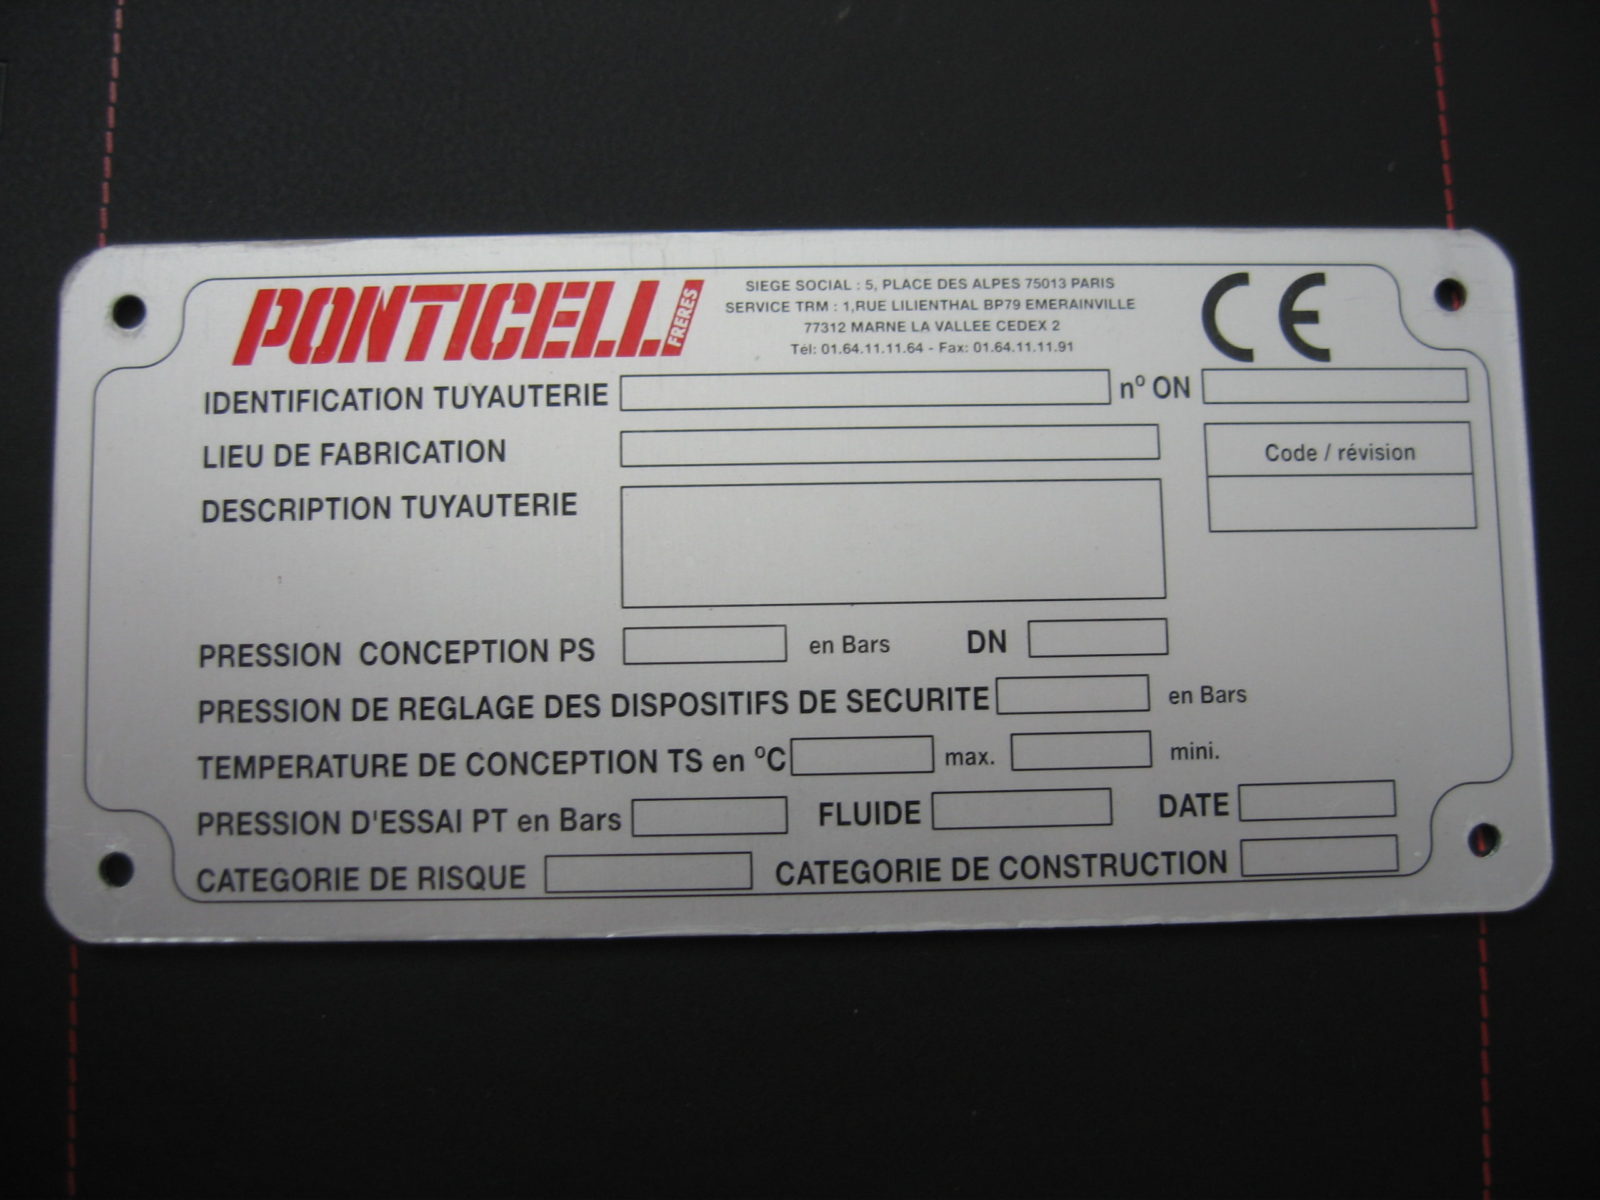 PONTICELLI
FRERES
SIEGE SOCIAL : 5, PLACE DES ALPES 75013 PARIS
SERVICE TRM : 1,RUE LILIENTHAL BP79 EMERAINVILLE
77312 MARNE LA VALLEE CEDEX 2
Tél: 01.64.11.11.64 - Fax: 01.64.11.11.91
CE
IDENTIFICATION TUYAUTERIE nº ON
LIEU DE FABRICATION
Code / révision
DESCRIPTION TUYAUTERIE
PRESSION CONCEPTION PS en Bars DN
PRESSION DE REGLAGE DES DISPOSITIFS DE SECURITE en Bars
TEMPERATURE DE CONCEPTION TS en ºC max. mini.
PRESSION D'ESSAI PT en Bars FLUIDE DATE
CATEGORIE DE RISQUE CATEGORIE DE CONSTRUCTION